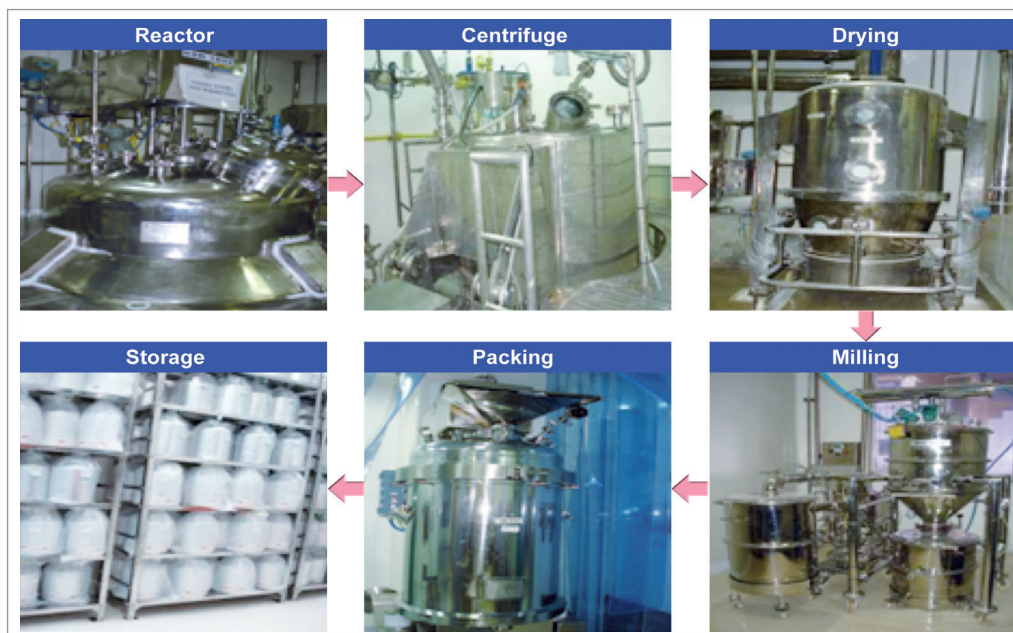 Reactor
Centrifuge
Drying
Storage
Packing
Milling